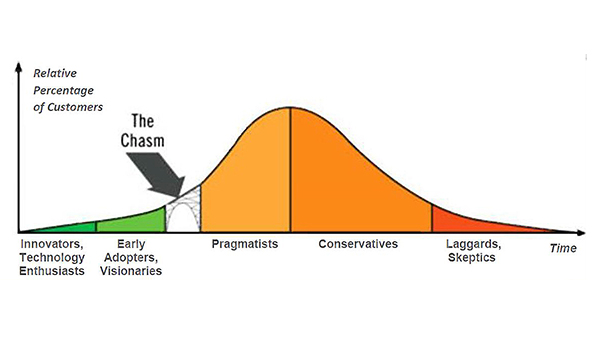 Relative
Percentage
of Customers
The
Chasm
Innovators,
Technology
Enthusiasts
Early
Adopters,
Visionaries
Pragmatists
Conservatives
Laggards,
Skeptics
Time